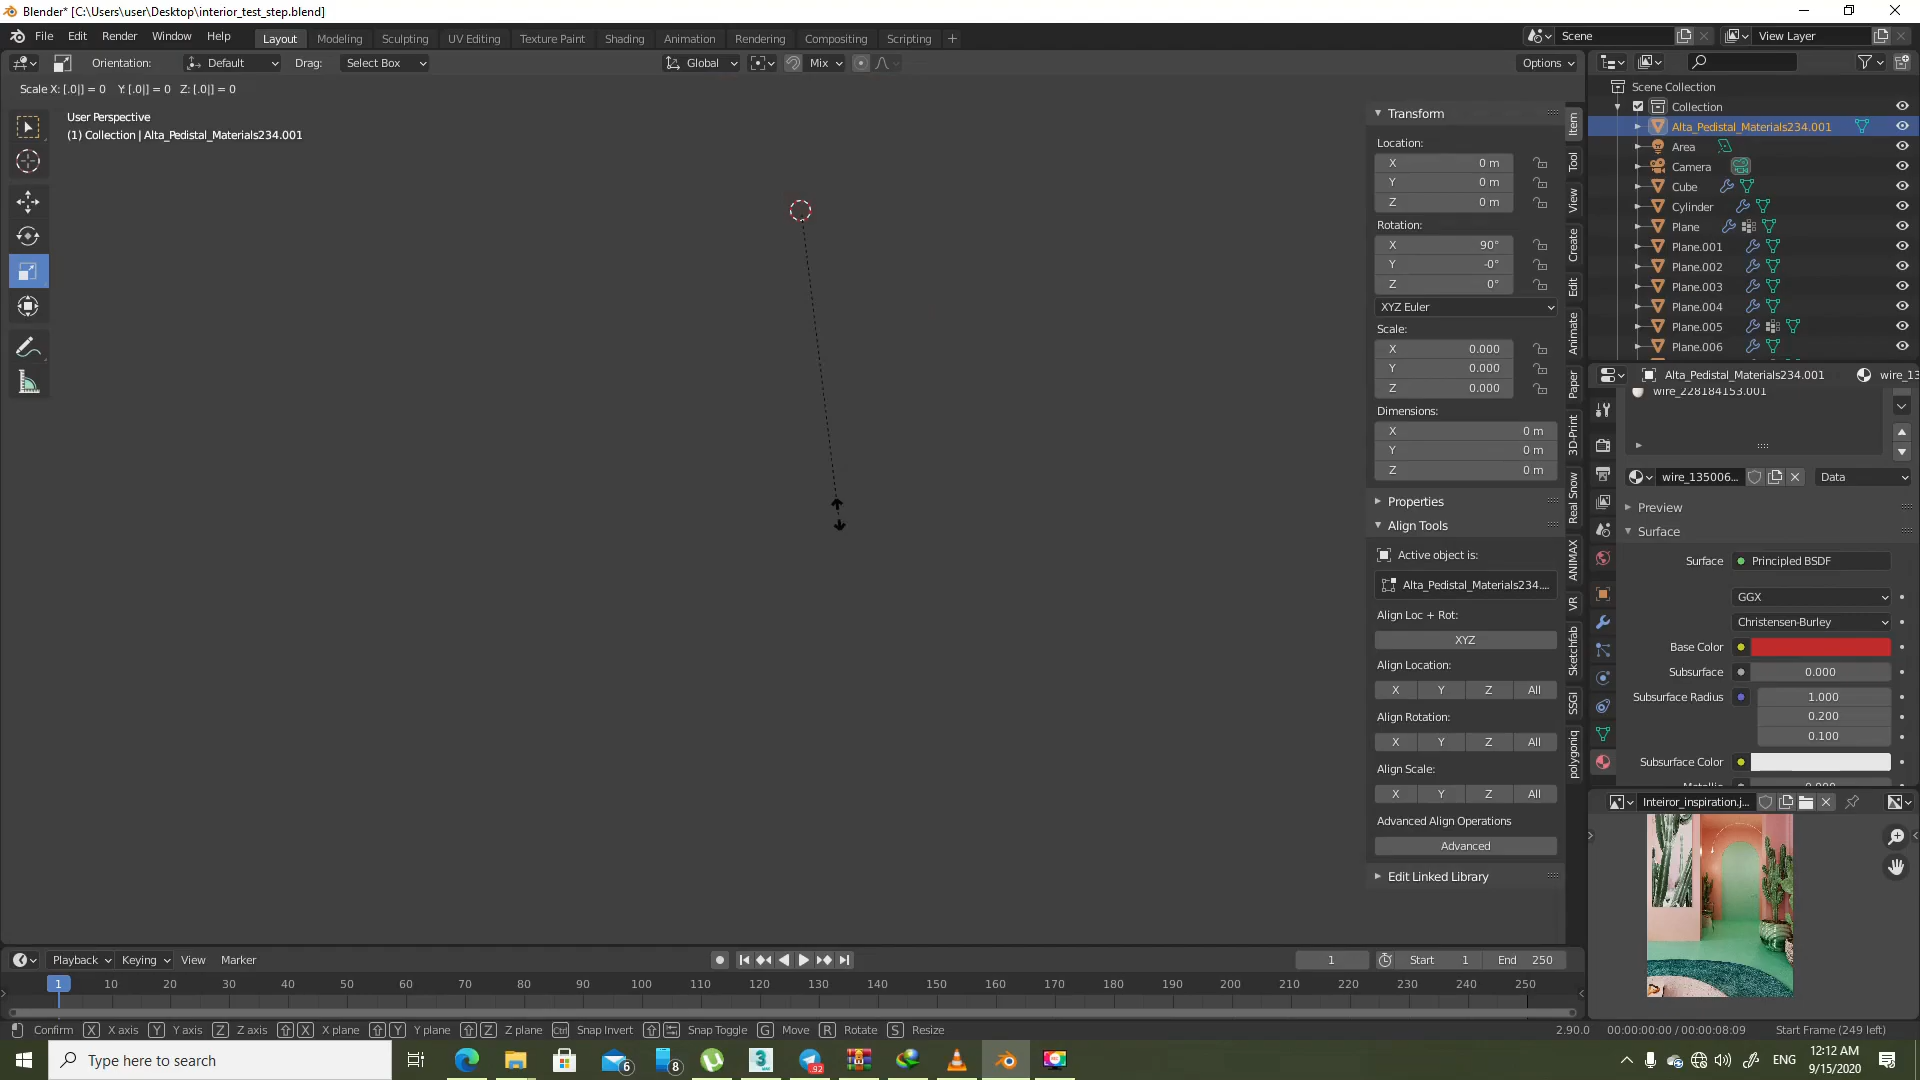 Blender* [C:\Users\user\Desktop\interior_test_step.blend]
File Edit Render Window Help
Layout Modeling Sculpting UV Editing Texture Paint Shading Animation Rendering Compositing Scripting
Scene
View Layer
Orientation: Default Drag: Select Box
Global Mix
Options
Scale X: [.0|] = 0 Y: [.0|] = 0 Z: [.0|] = 0
User Perspective
(1) Collection | Alta_Pedistal_Materials234.001
Transform
Location:
X 0 m
Y 0 m
Z 0 m
Rotation:
X 90°
Y -0°
Z 0°
XYZ Euler
Scale:
X 0.000
Y 0.000
Z 0.000
Dimensions:
X 0 m
Y 0 m
Z 0 m
Properties
Align Tools
Active object is:
Alta_Pedistal_Materials234....
Align Loc + Rot:
XYZ
Align Location:
X Y Z All
Align Rotation:
X Y Z All
Align Scale:
X Y Z All
Advanced Align Operations
Advanced
Edit Linked Library
Item
Tool
View
Create
Edit
Animate
Paper
3D-Print
Real Snow
ANIMAX
VR
Sketchfab
SSGI
polygoniq
Scene Collection
Collection
Alta_Pedistal_Materials234.001
Area
Camera
Cube
Cylinder
Plane
Plane.001
Plane.002
Plane.003
Plane.004
Plane.005
Plane.006
Alta_Pedistal_Materials234.001 wire_13
wire_228184153.001
wire_135006... Data
Preview
Surface
Surface Principled BSDF
GGX
Christensen-Burley
Base Color
Subsurface 0.000
Subsurface Radius 1.000
0.200
0.100
Subsurface Color
Inteiror_inspiration.j...
Playback Keying View Marker
1 Start 1 End 250
1 10 20 30 40 50 60 70 80 90 100 110 120 130 140 150 160 170 180 190 200 210 220 230 240 250
Confirm X X axis Y Y axis Z Z axis X X plane Y Y plane Z Z plane Ctrl Snap Invert Snap Toggle G Move R Rotate S Resize
2.90.0 00:00:00:00 / 00:00:08:09 Start Frame (249 left)
Type here to search
6
8
92
ENG
12:12 AM
9/15/2020